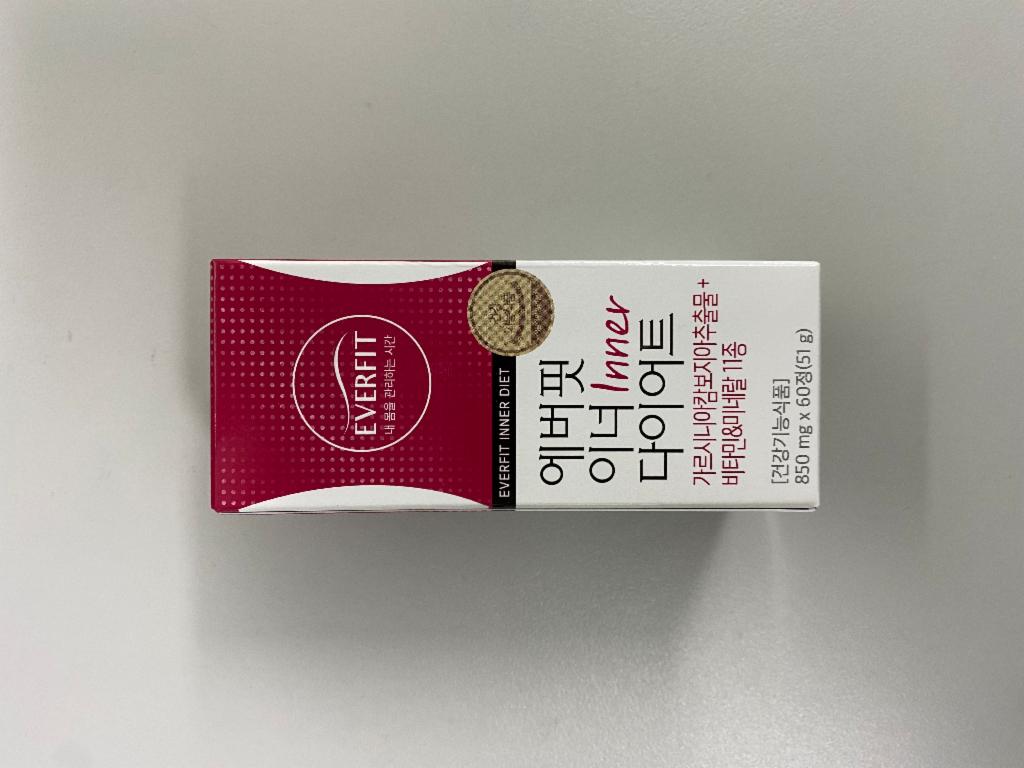 EVERFIT
내 몸을 관리하는 시간
EVERFIT INNER DIET
에버핏
이너 Inner
다이어트
가르시니아캄보지아추출물 +
비타민&미네랄 11종
[건강기능식품]
850 mg x 60정(51 g)